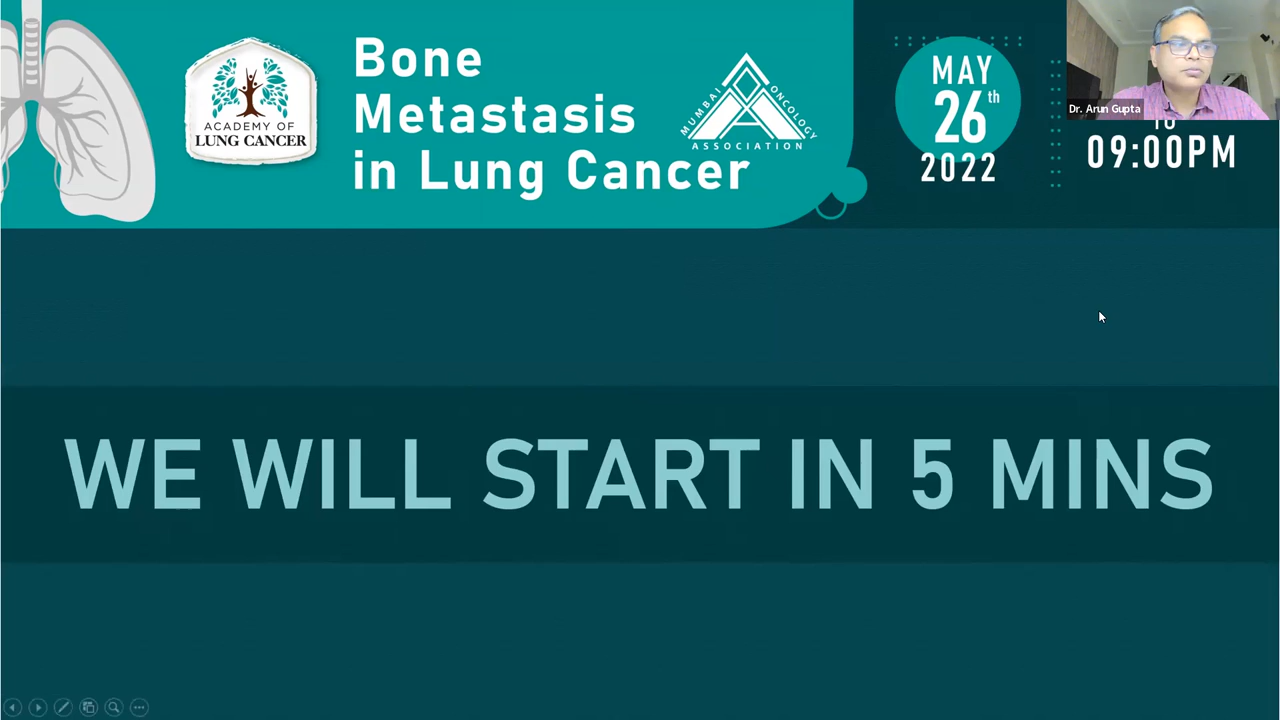 Bone
Metastasis
in Lung Cancer
ACADEMY OF
LUNG CANCER
MUMBAI ONCOLOGY
ASSOCIATION
MAY
26th
2022
Dr. Arun Gupta
09:00PM
WE WILL START IN 5 MINS